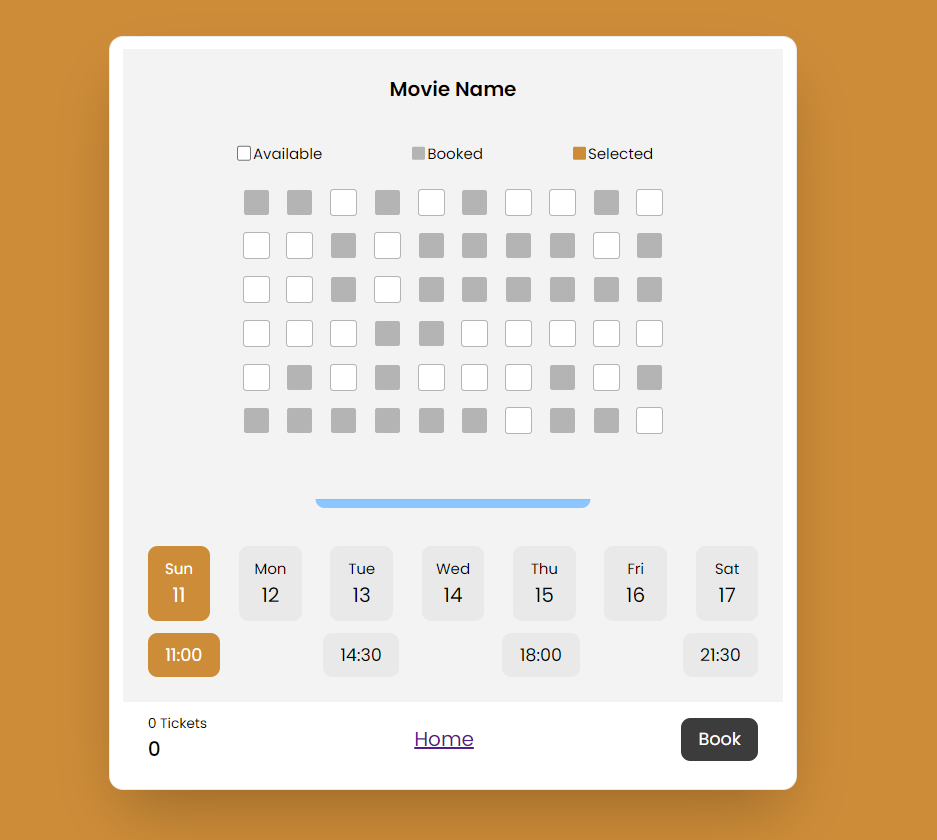 Movie Name
Available Booked Selected
Sun Mon Tue Wed Thu Fri Sat
11 12 13 14 15 16 17
11:00 14:30 18:00 21:30
0 Tickets
0
Home
Book